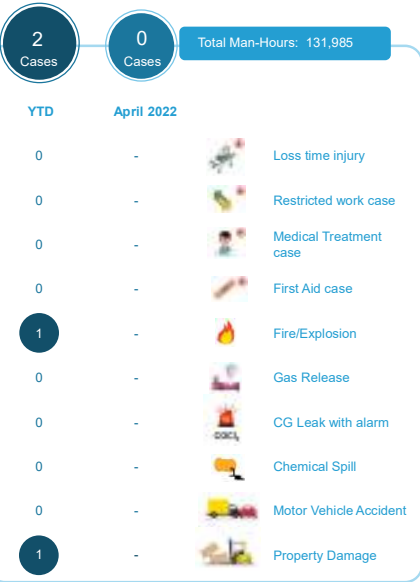 2
Cases
0
Cases
Total Man-Hours: 131,985
YTD
April 2022
0 - Loss time injury
0 - Restricted work case
0 - Medical Treatment
case
0 - First Aid case
1 - Fire/Explosion
0 - Gas Release
0 - CG Leak with alarm
COCl₂
0 - Chemical Spill
0 - Motor Vehicle Accident
1 - Property Damage